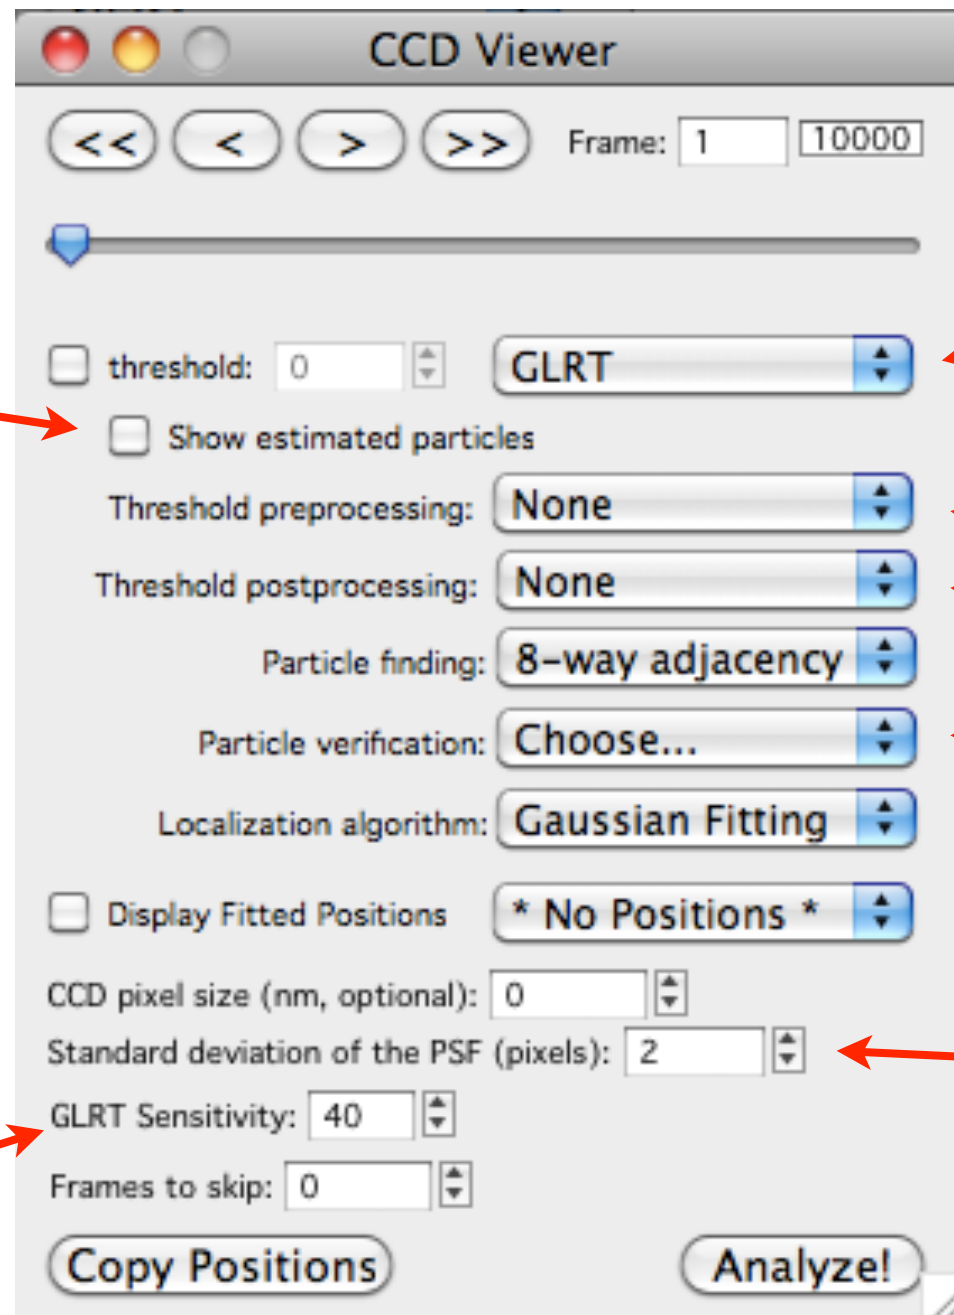 CCD Viewer
<< < > >> Frame: 1 10000
threshold: 0 GLRT
Show estimated particles
Threshold preprocessing: None
Threshold postprocessing: None
Particle finding: 8-way adjacency
Particle verification: Choose...
Localization algorithm: Gaussian Fitting
Display Fitted Positions * No Positions *
CCD pixel size (nm, optional): 0
Standard deviation of the PSF (pixels): 2
GLRT Sensitivity: 40
Frames to skip: 0
Copy Positions Analyze!